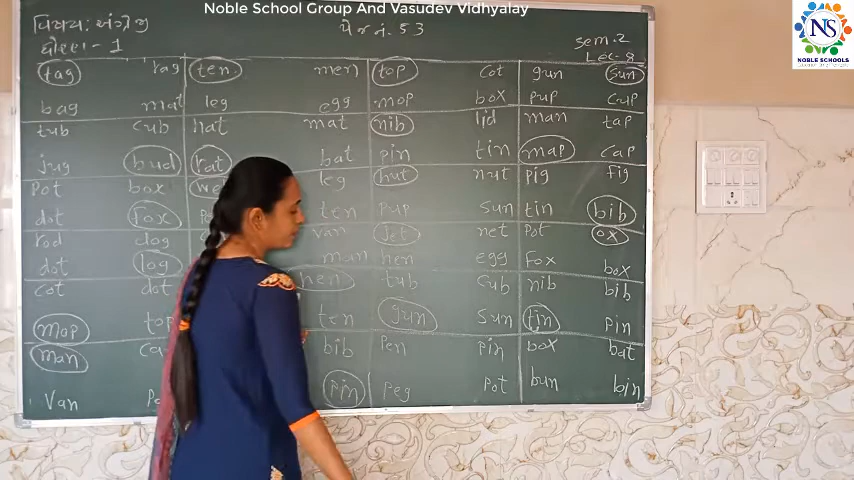 Noble School Group And Vasudev Vidhyalay
NS
NOBLE SCHOOLS
વિષય: અંગ્રેજી
પેજ નં. 53
sem. 2
ધોરણ - 1
Lec-8
tag rag ten men top cot gun sun
bag mat leg egg mop box pup cup
tub cub hat mat nib lid man tap
jug bud rat bat pin tin map cap
Pot box we leg hut nut pig fig
dot fox ten pup sun tin bib
rod dog van Jet net Pot ox
dot log man hen egg Fox box
cot dot hen tub cub nib bib
mop top ten gun sun tin pin
man ca bib Pen pin box bat
Van pin peg pot bun bin